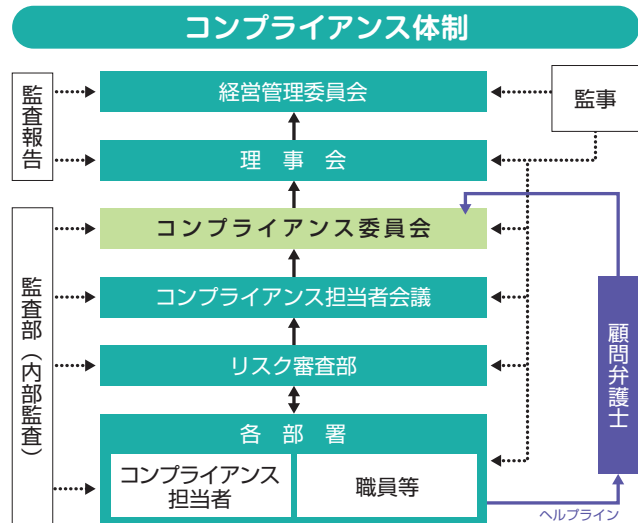 コンプライアンス体制
監査報告
経営管理委員会
監事
理事会
コンプライアンス委員会
監査部（内部監査）
コンプライアンス担当者会議
顧問弁護士
リスク審査部
各部署
コンプライアンス
担当者
職員等
ヘルプライン